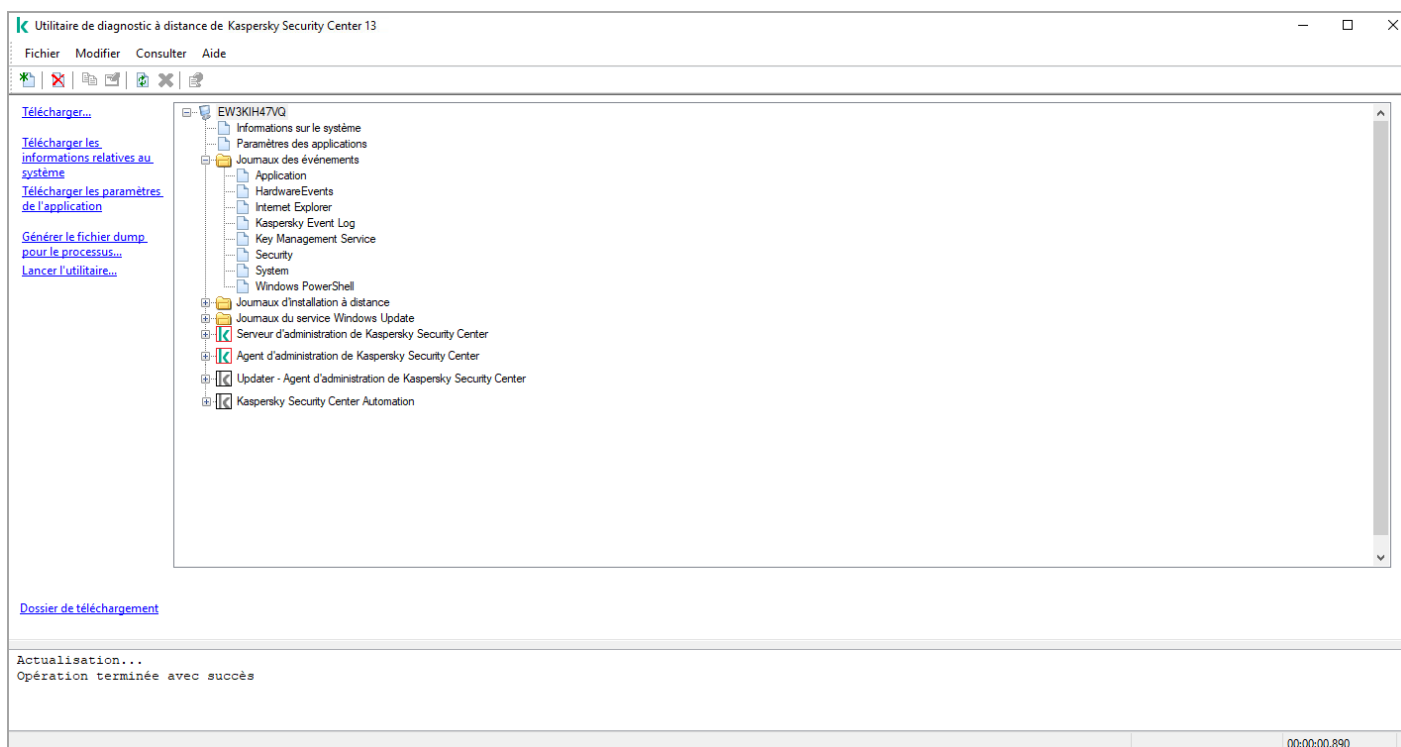 Utilitaire de diagnostic à distance de Kaspersky Security Center 13
Fichier Modifier Consulter Aide
Télécharger...
Télécharger les
informations relatives au
système
Télécharger les paramètres
de l'application
Générer le fichier dump
pour le processus...
Lancer l'utilitaire...
EW3KIH47VQ
Informations sur le système
Paramètres des applications
Journaux des événements
Application
HardwareEvents
Internet Explorer
Kaspersky Event Log
Key Management Service
Security
System
Windows PowerShell
Journaux d'installation à distance
Journaux du service Windows Update
Serveur d'administration de Kaspersky Security Center
Agent d'administration de Kaspersky Security Center
Updater - Agent d'administration de Kaspersky Security Center
Kaspersky Security Center Automation
Dossier de téléchargement
Actualisation...
Opération terminée avec succès
00:00:00.890